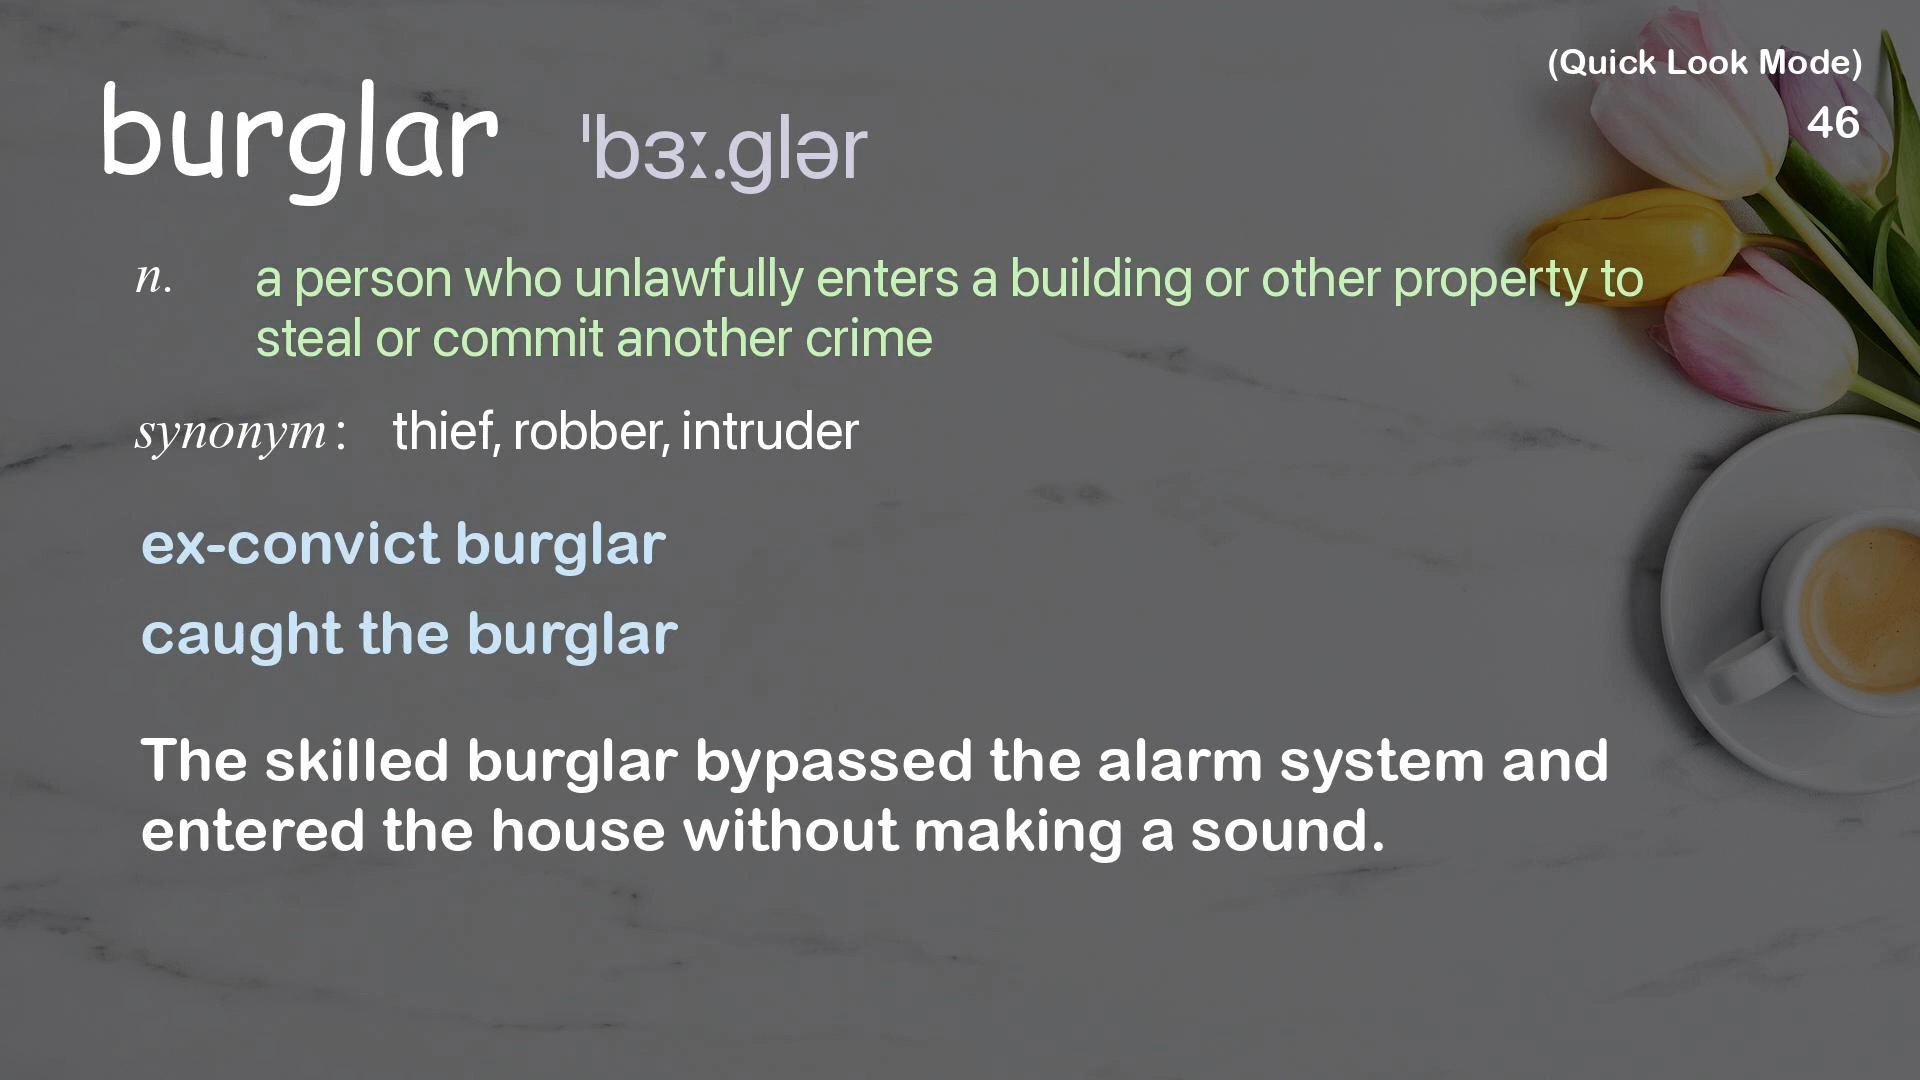 (Quick Look Mode)
46
burglar ˈbɜː.glər
n. a person who unlawfully enters a building or other property to
steal or commit another crime
synonym : thief, robber, intruder
ex-convict burglar
caught the burglar
The skilled burglar bypassed the alarm system and
entered the house without making a sound.